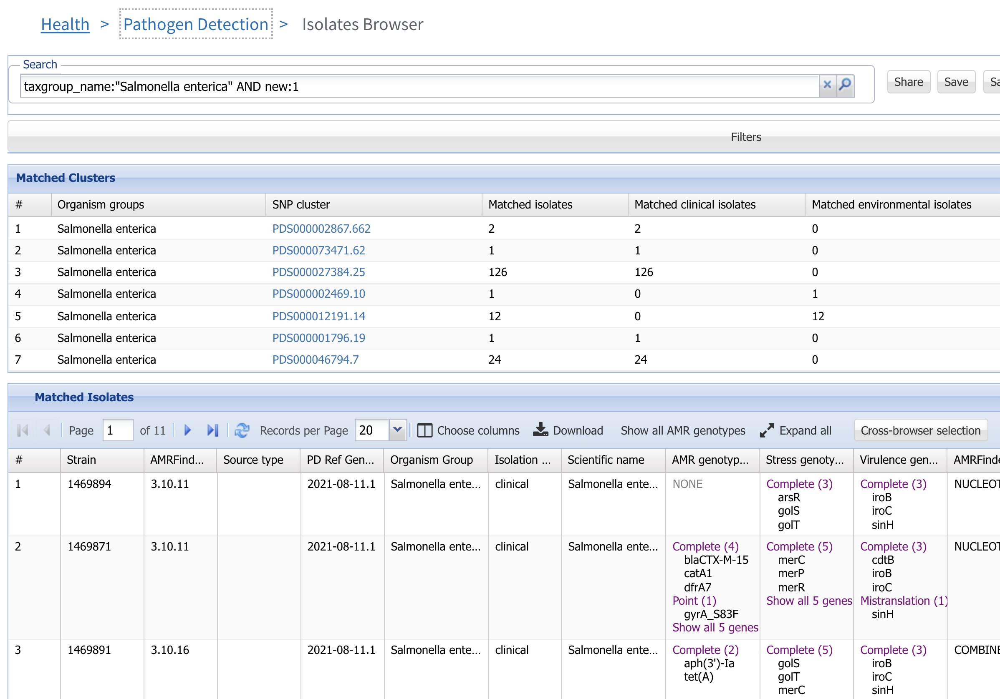 Health > Pathogen Detection > Isolates Browser
Search
taxgroup_name:"Salmonella enterica" AND new:1
Share Save
Filters
Matched Clusters
# Organism groups SNP cluster Matched isolates Matched clinical isolates Matched environmental isolates
1 Salmonella enterica PDS000002867.662 2 2 0
2 Salmonella enterica PDS000073471.62 1 1 0
3 Salmonella enterica PDS000027384.25 126 126 0
4 Salmonella enterica PDS000002469.10 1 0 1
5 Salmonella enterica PDS000012191.14 12 0 12
6 Salmonella enterica PDS000001796.19 1 1 0
7 Salmonella enterica PDS000046794.7 24 24 0
Matched Isolates
Page 1 of 11 Records per Page 20 Choose columns Download Show all AMR genotypes Expand all Cross-browser selection
# Strain AMRFind... Source type PD Ref Gen... Organism Group Isolation ... Scientific name AMR genotyp... Stress genoty... Virulence gen... AMRFinde
1 1469894 3.10.11 2021-08-11.1 Salmonella ente... clinical Salmonella ente... NONE Complete (3) Complete (3) NUCLEOT
arsR iroB
golS iroC
golT sinH
2 1469871 3.10.11 2021-08-11.1 Salmonella ente... clinical Salmonella ente... Complete (4) Complete (5) Complete (3) NUCLEOT
blaCTX-M-15 merC cdtB
catA1 merP iroB
dfrA7 merR iroC
Point (1) Show all 5 genes Mistranslation (1)
gyrA_S83F sinH
Show all 5 genes
3 1469891 3.10.16 2021-08-11.1 Salmonella ente... clinical Salmonella ente... Complete (2) Complete (5) Complete (3) COMBINE
aph(3')-Ia golS iroB
tet(A) golT iroC
merC sinH